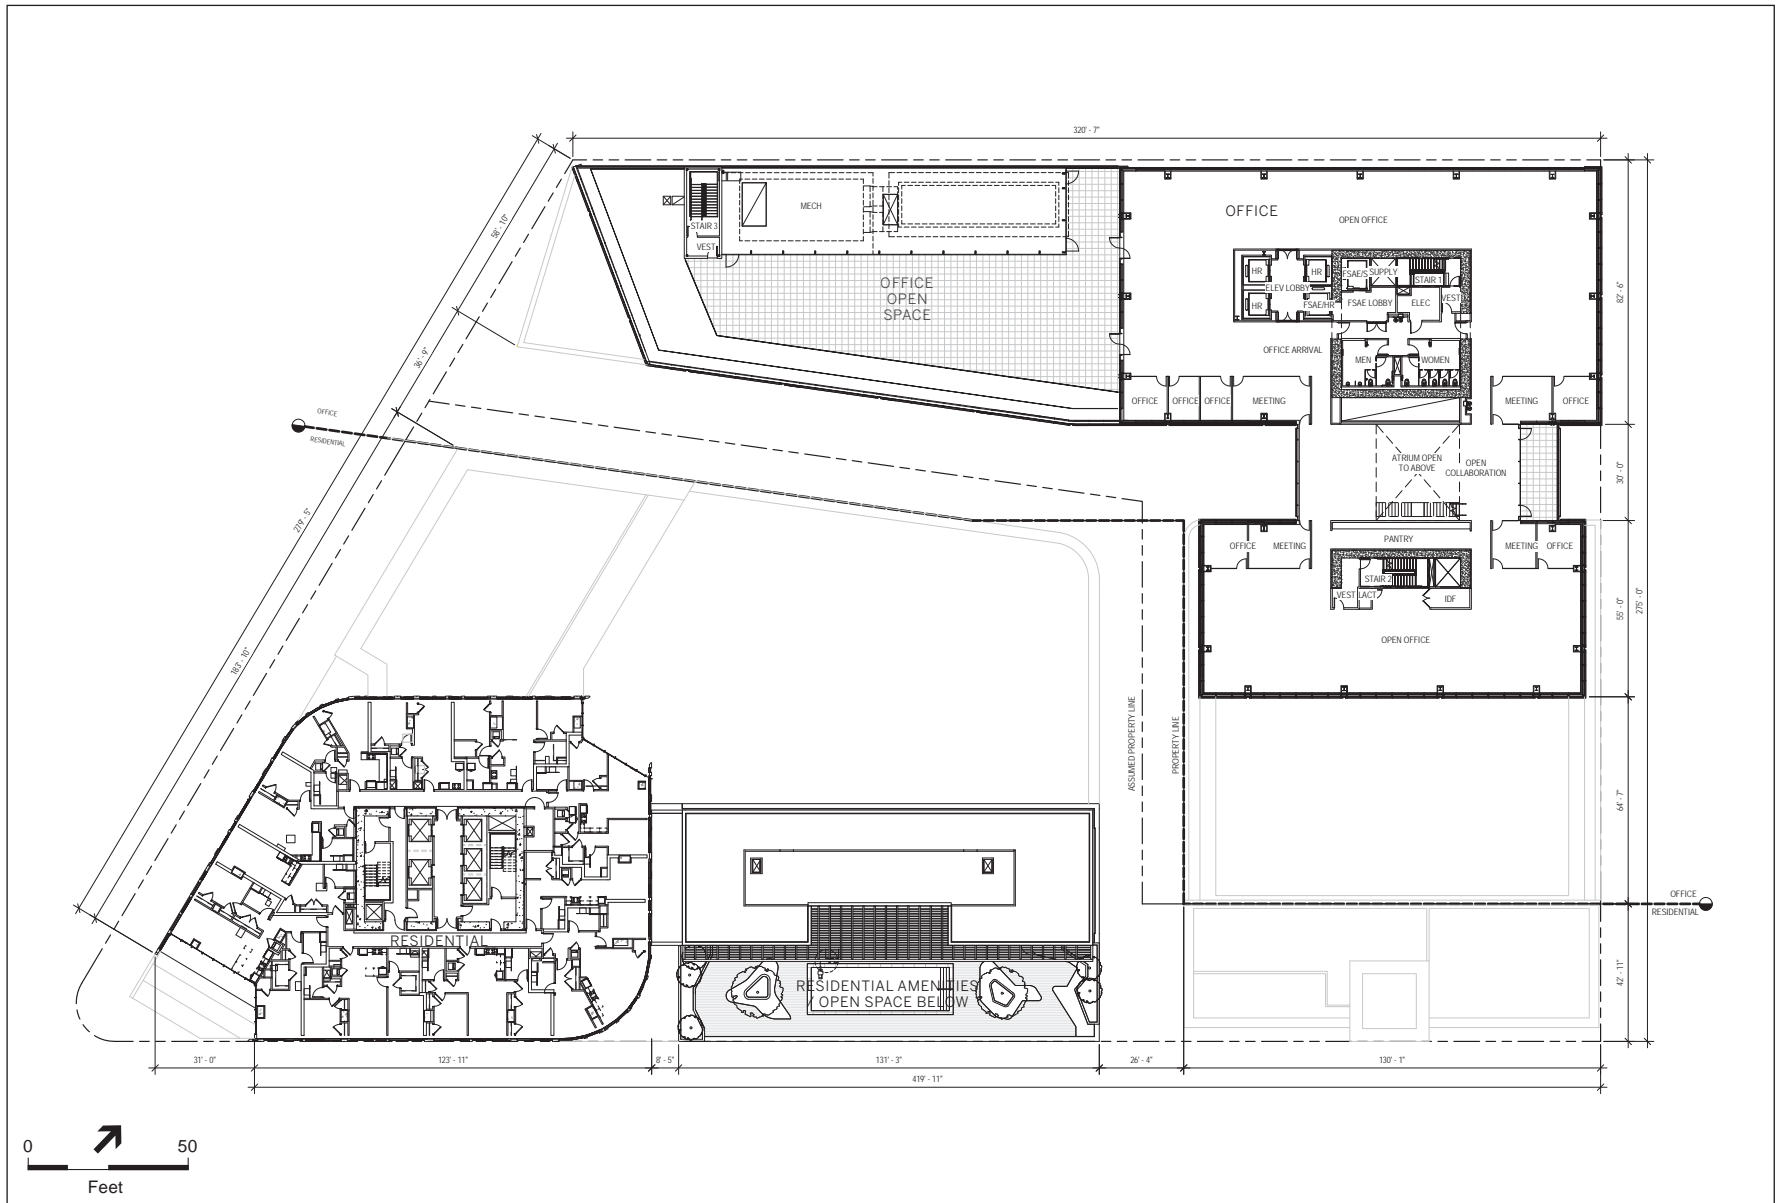 320' - 7"
58' - 10"
MECH
STAIR 3
VEST
OFFICE
OPEN OFFICE
OFFICE
OPEN
SPACE
HR
HR
FSAE/S
SUPPLY
STAIR 1
ELEV LOBBY
HR
FSAE/HR
FSAE LOBBY
ELEC
VEST
82' - 6"
OFFICE ARRIVAL
MEN
WOMEN
36' - 9"
OFFICE
OFFICE
OFFICE
MEETING
MEETING
OFFICE
OFFICE
RESIDENTIAL
ATRIUM OPEN
TO ABOVE
OPEN
COLLABORATION
30' - 0"
279' - 5"
OFFICE
MEETING
PANTRY
MEETING
OFFICE
STAIR 2
VEST
LACT
IDF
55' - 0"
275' - 0"
OPEN OFFICE
183' - 10"
ASSUMED PROPERTY LINE
PROPERTY LINE
64' - 7"
OFFICE
RESIDENTIAL
RESIDENTIAL
42' - 11"
RESIDENTIAL AMENITIES
/ OPEN SPACE BELOW
31' - 0"
123' - 11"
8' - 5"
131' - 3"
26' - 4"
130' - 1"
419' - 11"
0
50
Feet